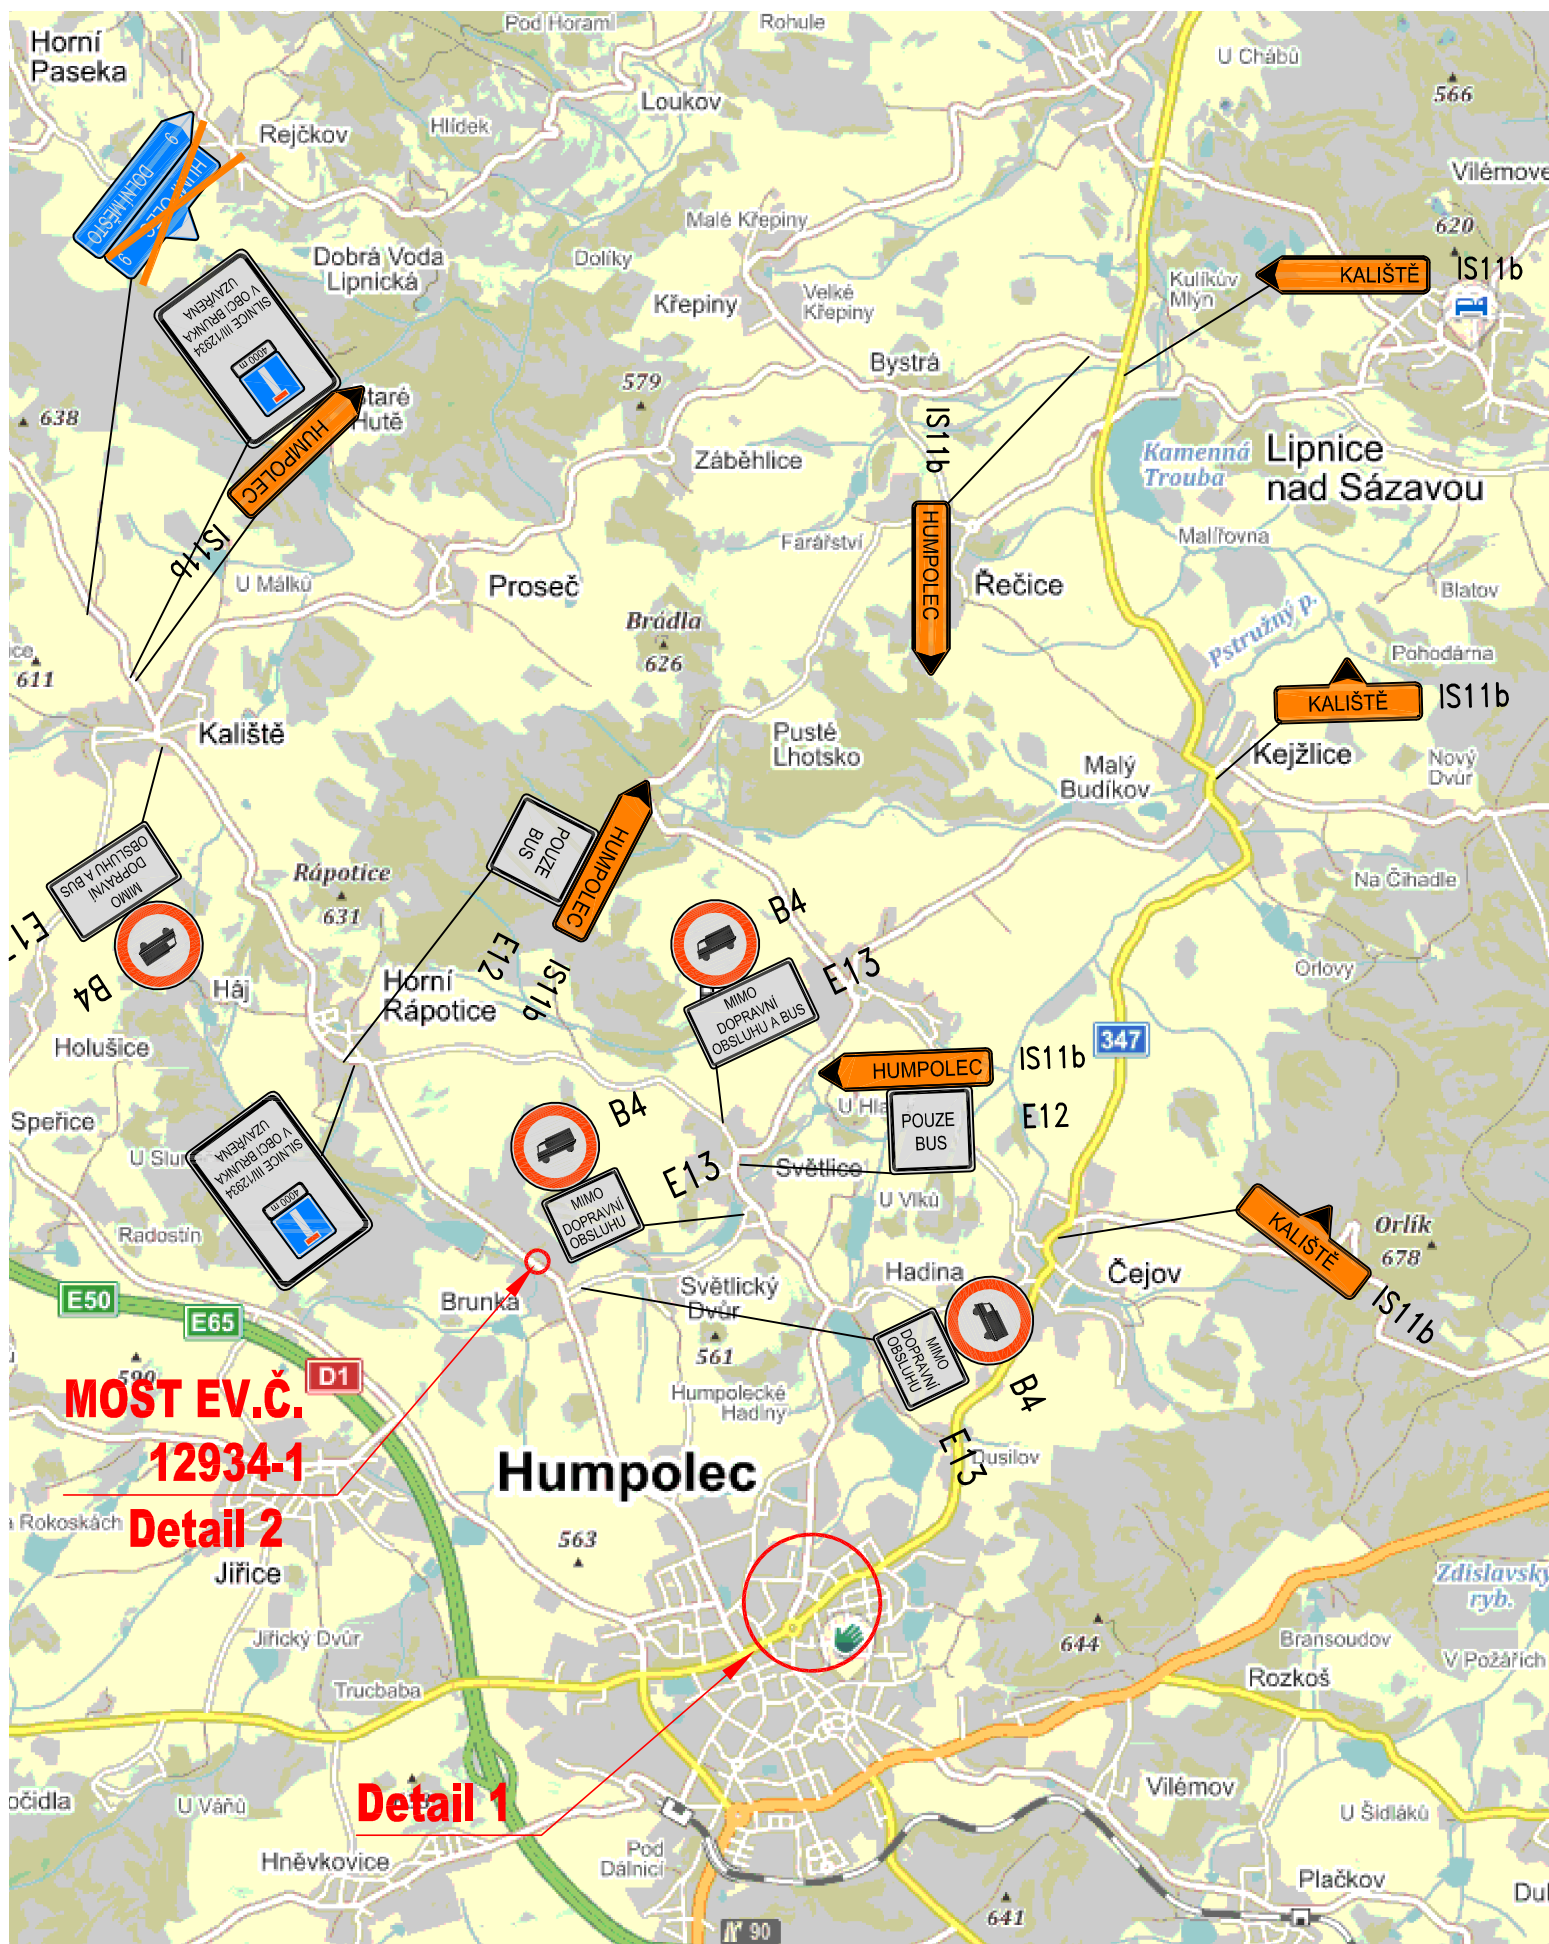 Pod Horami
Rohule
Horní
Paseka
U Chábů
566
Loukov
Hlídek
Rejčkov
9
DOLNÍ MĚSTO
HUMPOLEC
9
Malé Křepiny
620
Dobrá Voda
Lipnická
Dolíky
Křepiny
Velké
Křepiny
Kulíkův
Mlýn
KALIŠTĚ
IS11b
SILNICE III/12934
V OBCI BRUNKA
UZAVŘENA
4000 m
HUMPOLEC
IS11b
Staré
Hutě
638
579
Bystrá
IS11b
HUMPOLEC
Záběhlice
Kamenná
Trouba
Lipnice
nad Sázavou
Farářství
Malířovna
U Málků
Proseč
Řečice
Blatov
Brádla
626
Pstružný p.
Pohodárna
611
KALIŠTĚ
IS11b
Kaliště
Pusté
Lhotsko
Malý
Budíkov
Kejžlice
Nový
Dvůr
MIMO
DOPRAVNÍ
OBSLUHU A BUS
B4
POUZE
BUS
HUMPOLEC
E12
IS11b
Rápotice
631
Na Čihadle
B4
E13
MIMO
DOPRAVNÍ
OBSLUHU A BUS
Orlovy
Háj
Horní
Rápotice
Holušice
347
HUMPOLEC
IS11b
POUZE
BUS
E12
Speřice
SILNICE III/12934
V OBCI BRUNKA
UZAVŘENA
4000 m
B4
E13
MIMO
DOPRAVNÍ
OBSLUHU
Světlice
U Vlků
Radostín
KALIŠTĚ
IS11b
Orlík
678
E50
E65
Brunka
Světlický
Dvůr
561
Hadina
Čejov
MIMO
DOPRAVNÍ
OBSLUHU
B4
E13
D1
590
MOST EV.Č.
12934-1
Detail 2
Humpolecké
Hadiny
Humpolec
Dusilov
Jiřice
563
Zdislavský
ryb.
Jiřický Dvůr
644
Bransoudov
V Požářích
Trucbaba
Rozkoš
Detail 1
U Váňů
Vilémov
U Šidláků
Hněvkovice
Pod
Dálnicí
Plačkov
641
90